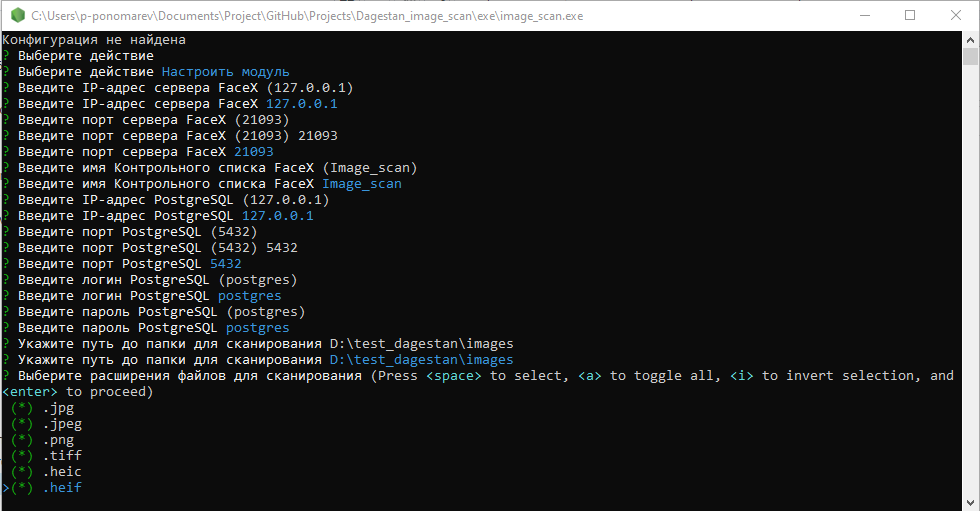 C:\Users\p-ponomarev\Documents\Project\GitHub\Projects\Dagestan_image_scan\exe\image_scan.exe
Конфигурация не найдена
? Выберите действие
? Выберите действие Настроить модуль
? Введите IP-адрес сервера FaceX (127.0.0.1)
? Введите IP-адрес сервера FaceX 127.0.0.1
? Введите порт сервера FaceX (21093)
? Введите порт сервера FaceX (21093) 21093
? Введите порт сервера FaceX 21093
? Введите имя Контрольного списка FaceX (Image_scan)
? Введите имя Контрольного списка FaceX Image_scan
? Введите IP-адрес PostgreSQL (127.0.0.1)
? Введите IP-адрес PostgreSQL 127.0.0.1
? Введите порт PostgreSQL (5432)
? Введите порт PostgreSQL (5432) 5432
? Введите порт PostgreSQL 5432
? Введите логин PostgreSQL (postgres)
? Введите логин PostgreSQL postgres
? Введите пароль PostgreSQL (postgres)
? Введите пароль PostgreSQL postgres
? Укажите путь до папки для сканирования D:\test_dagestan\images
? Укажите путь до папки для сканирования D:\test_dagestan\images
? Выберите расширения файлов для сканирования (Press <space> to select, <a> to toggle all, <i> to invert selection, and
<enter> to proceed)
(*) .jpg
(*) .jpeg
(*) .png
(*) .tiff
(*) .heic
>(*) .heif